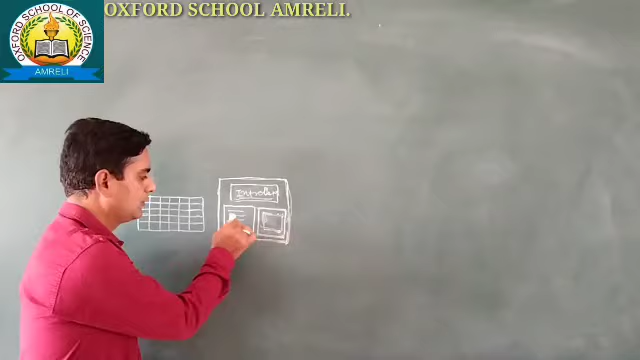 OXFORD SCHOOL AMRELI.
OXFORD SCHOOL OF SCIENCE
AMRELI